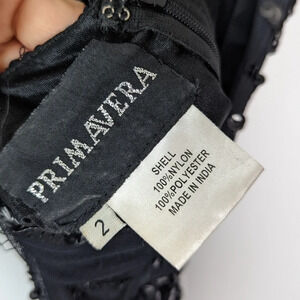 PRIMAVERA
2
SHELL
100%NYLON
100%POLYESTER
MADE IN INDIA